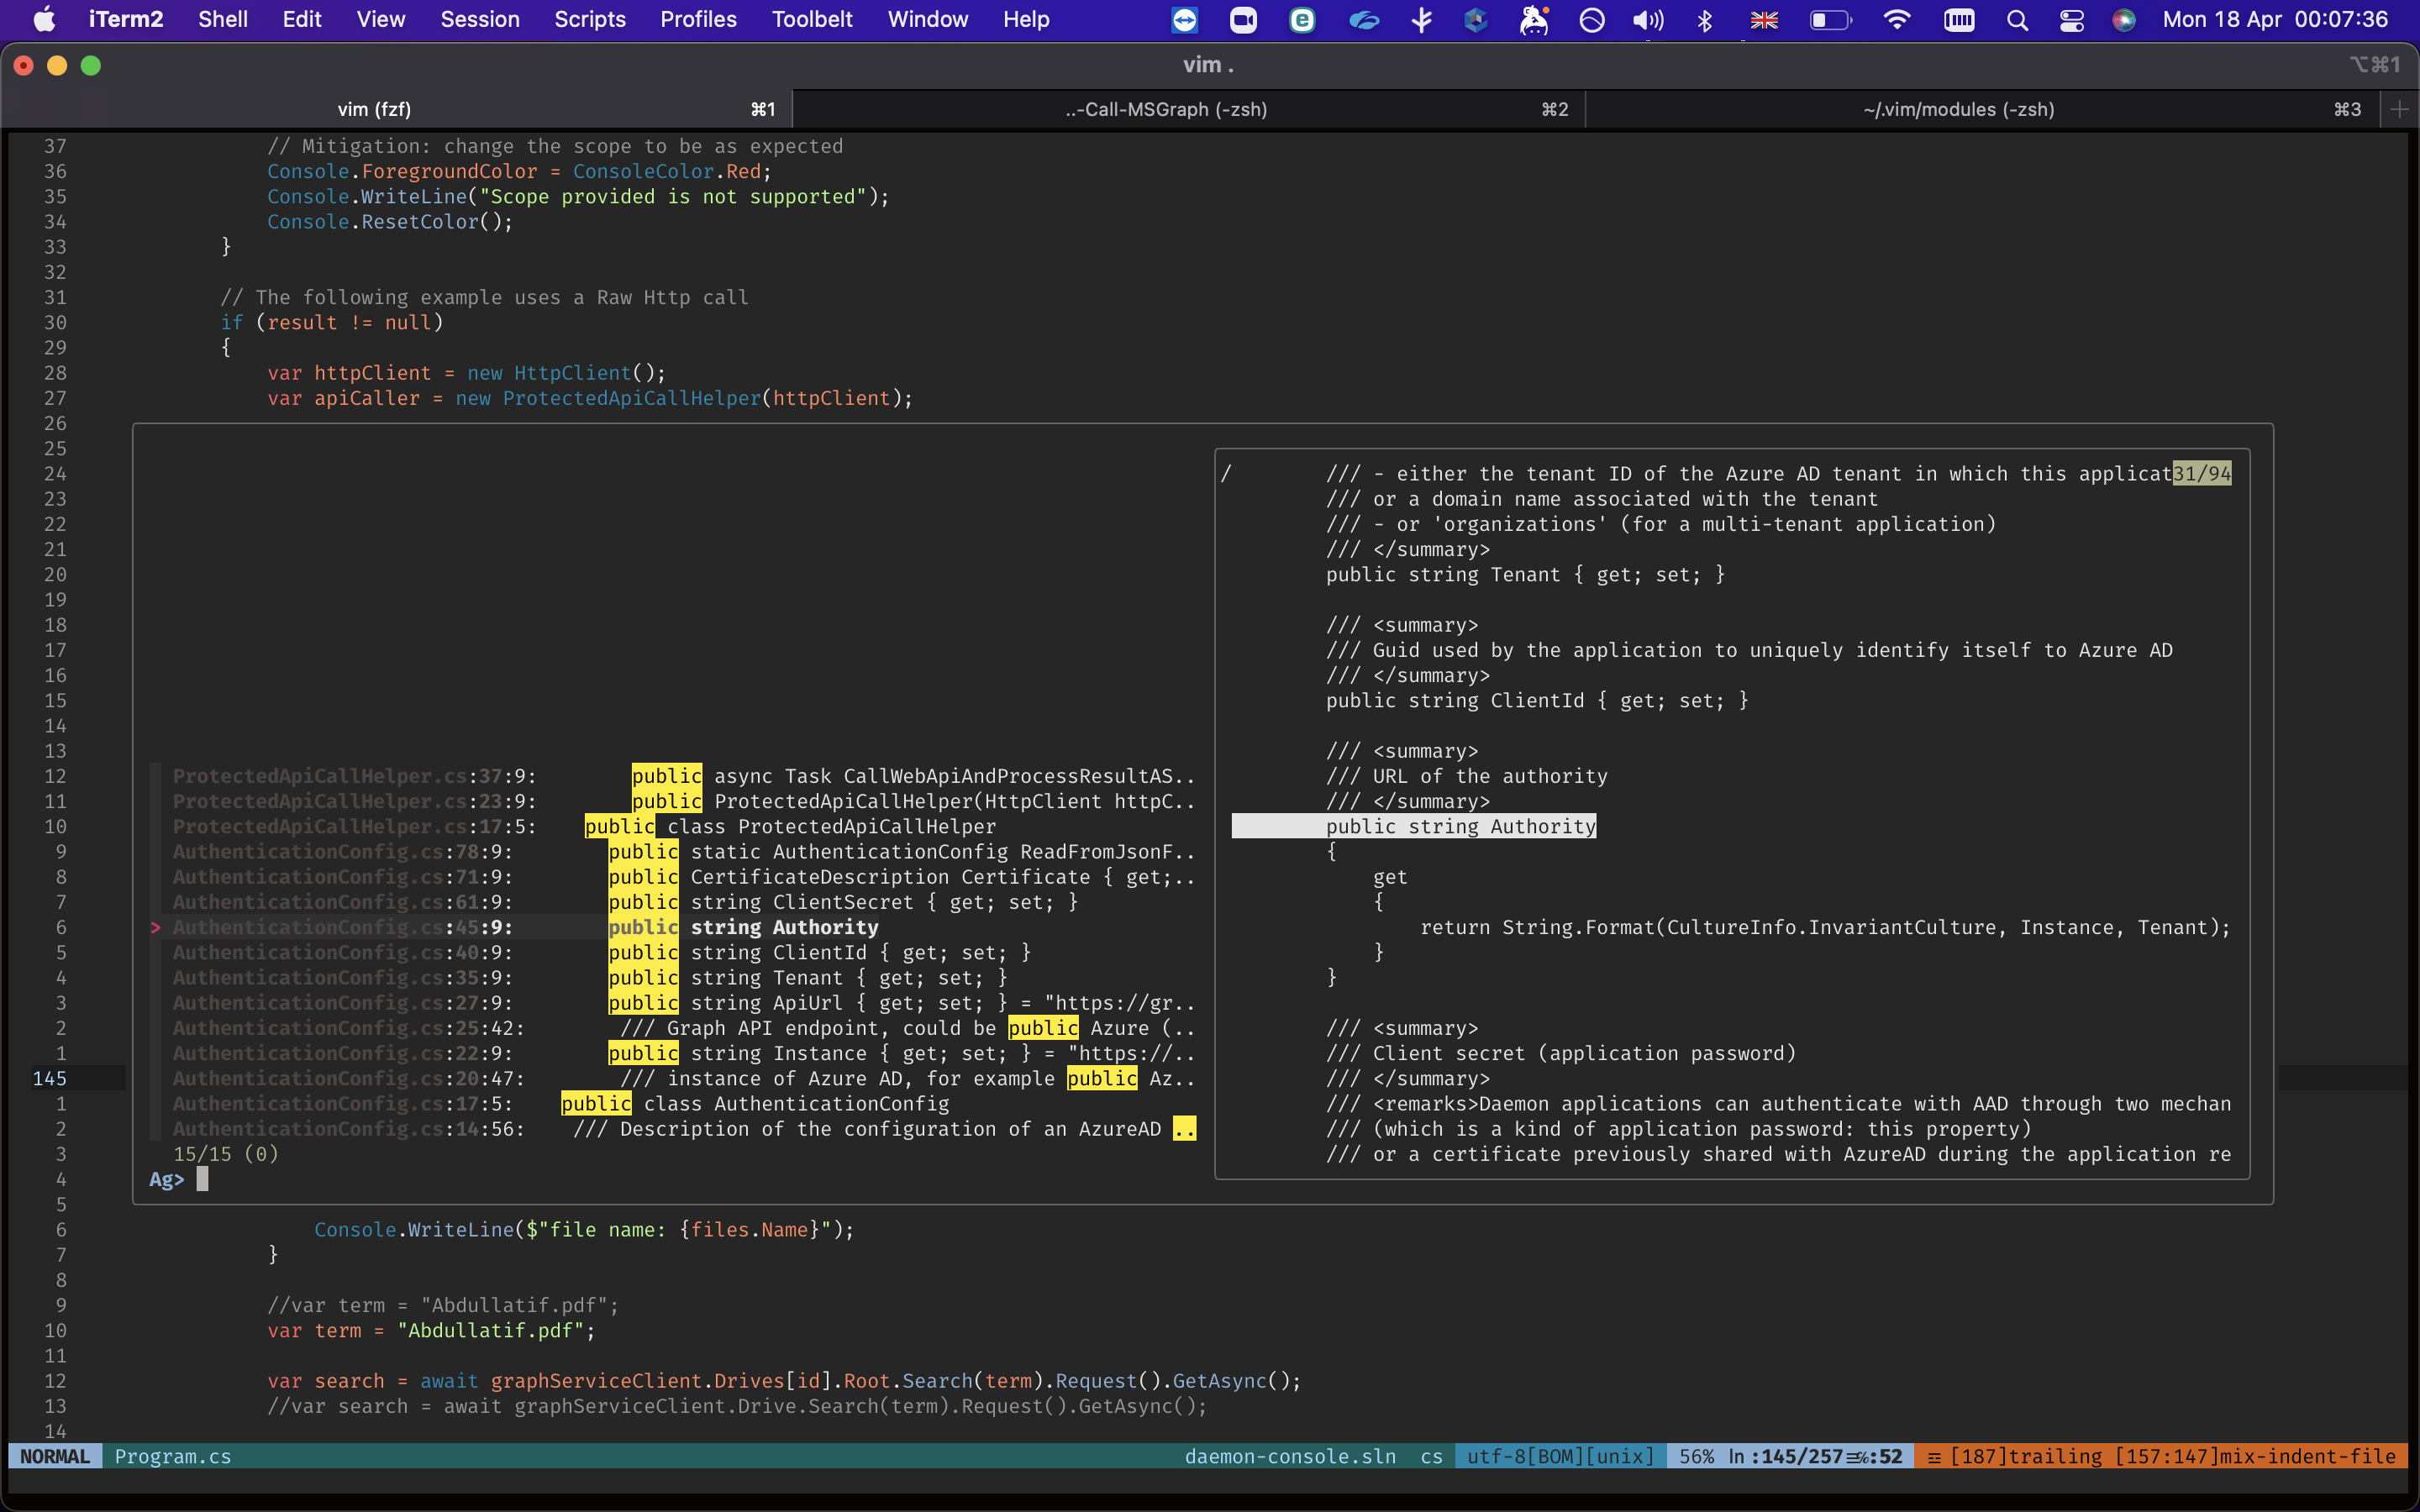 iTerm2 Shell Edit View Session Scripts Profiles Toolbelt Window Help Mon 18 Apr 00:07:36
vim . ⌥⌘1
vim (fzf) ⌘1 ..-Call-MSGraph (-zsh) ⌘2 ~/.vim/modules (-zsh) ⌘3
37 // Mitigation: change the scope to be as expected
36 Console.ForegroundColor = ConsoleColor.Red;
35 Console.WriteLine("Scope provided is not supported");
34 Console.ResetColor();
33 }
32
31 // The following example uses a Raw Http call
30 if (result != null)
29 {
28 var httpClient = new HttpClient();
27 var apiCaller = new ProtectedApiCallHelper(httpClient);
26
25
24 / /// - either the tenant ID of the Azure AD tenant in which this applicat31/94
23 /// or a domain name associated with the tenant
22 /// - or 'organizations' (for a multi-tenant application)
21 /// </summary>
20 public string Tenant { get; set; }
19
18 /// <summary>
17 /// Guid used by the application to uniquely identify itself to Azure AD
16 /// </summary>
15 public string ClientId { get; set; }
14
13 /// <summary>
12 ProtectedApiCallHelper.cs:37:9: public async Task CallWebApiAndProcessResultAS.. /// URL of the authority
11 ProtectedApiCallHelper.cs:23:9: public ProtectedApiCallHelper(HttpClient httpC.. /// </summary>
10 ProtectedApiCallHelper.cs:17:5: public class ProtectedApiCallHelper public string Authority
9 AuthenticationConfig.cs:78:9: public static AuthenticationConfig ReadFromJsonF.. {
8 AuthenticationConfig.cs:71:9: public CertificateDescription Certificate { get;.. get
7 AuthenticationConfig.cs:61:9: public string ClientSecret { get; set; } {
6 > AuthenticationConfig.cs:45:9: public string Authority return String.Format(CultureInfo.InvariantCulture, Instance, Tenant);
5 AuthenticationConfig.cs:40:9: public string ClientId { get; set; } }
4 AuthenticationConfig.cs:35:9: public string Tenant { get; set; } }
3 AuthenticationConfig.cs:27:9: public string ApiUrl { get; set; } = "https://gr..
2 AuthenticationConfig.cs:25:42: /// Graph API endpoint, could be public Azure (.. /// <summary>
1 AuthenticationConfig.cs:22:9: public string Instance { get; set; } = "https://.. /// Client secret (application password)
145 AuthenticationConfig.cs:20:47: /// instance of Azure AD, for example public Az.. /// </summary>
1 AuthenticationConfig.cs:17:5: public class AuthenticationConfig /// <remarks>Daemon applications can authenticate with AAD through two mechan
2 AuthenticationConfig.cs:14:56: /// Description of the configuration of an AzureAD .. /// (which is a kind of application password: this property)
3 15/15 (0) /// or a certificate previously shared with AzureAD during the application re
4 Ag>
5
6 Console.WriteLine($"file name: {files.Name}");
7 }
8
9 //var term = "Abdullatif.pdf";
10 var term = "Abdullatif.pdf";
11
12 var search = await graphServiceClient.Drives[id].Root.Search(term).Request().GetAsync();
13 //var search = await graphServiceClient.Drive.Search(term).Request().GetAsync();
14
NORMAL Program.cs daemon-console.sln cs utf-8[BOM][unix] 56% ln :145/257 :52 [187]trailing [157:147]mix-indent-file